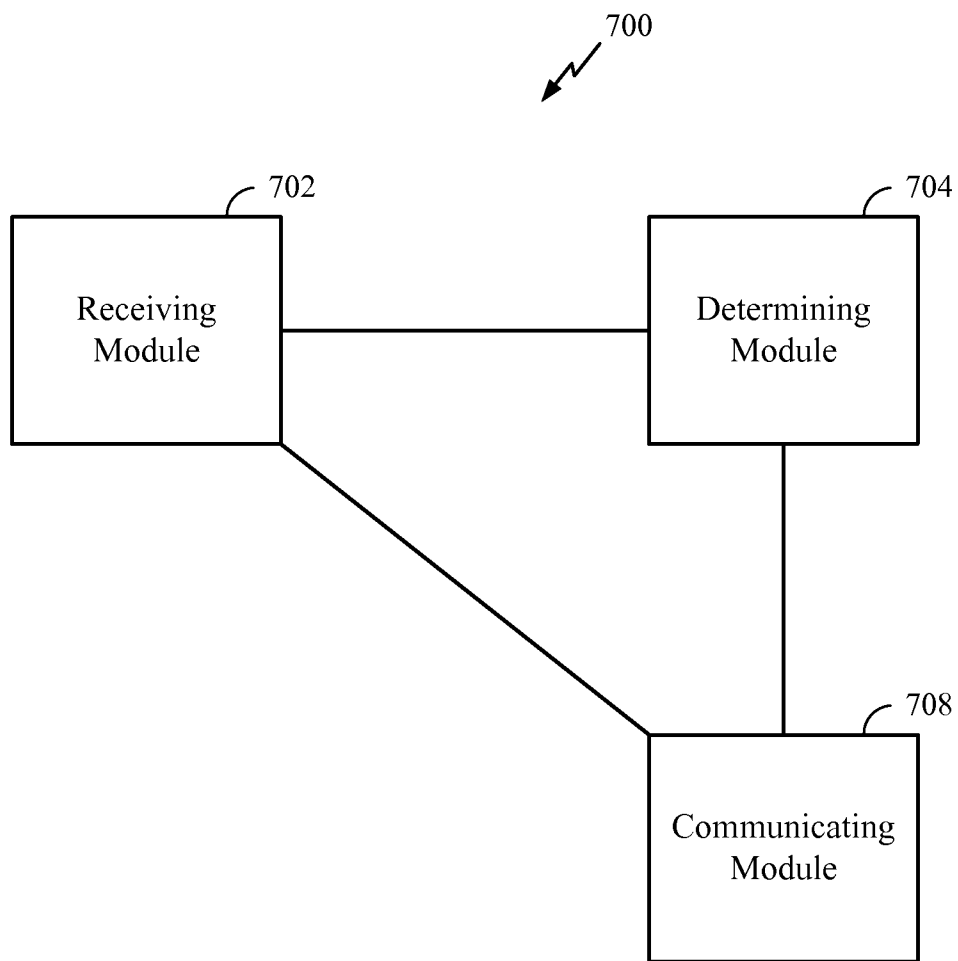 700
702
704
Receiving
Module
Determining
Module
708
Communicating
Module